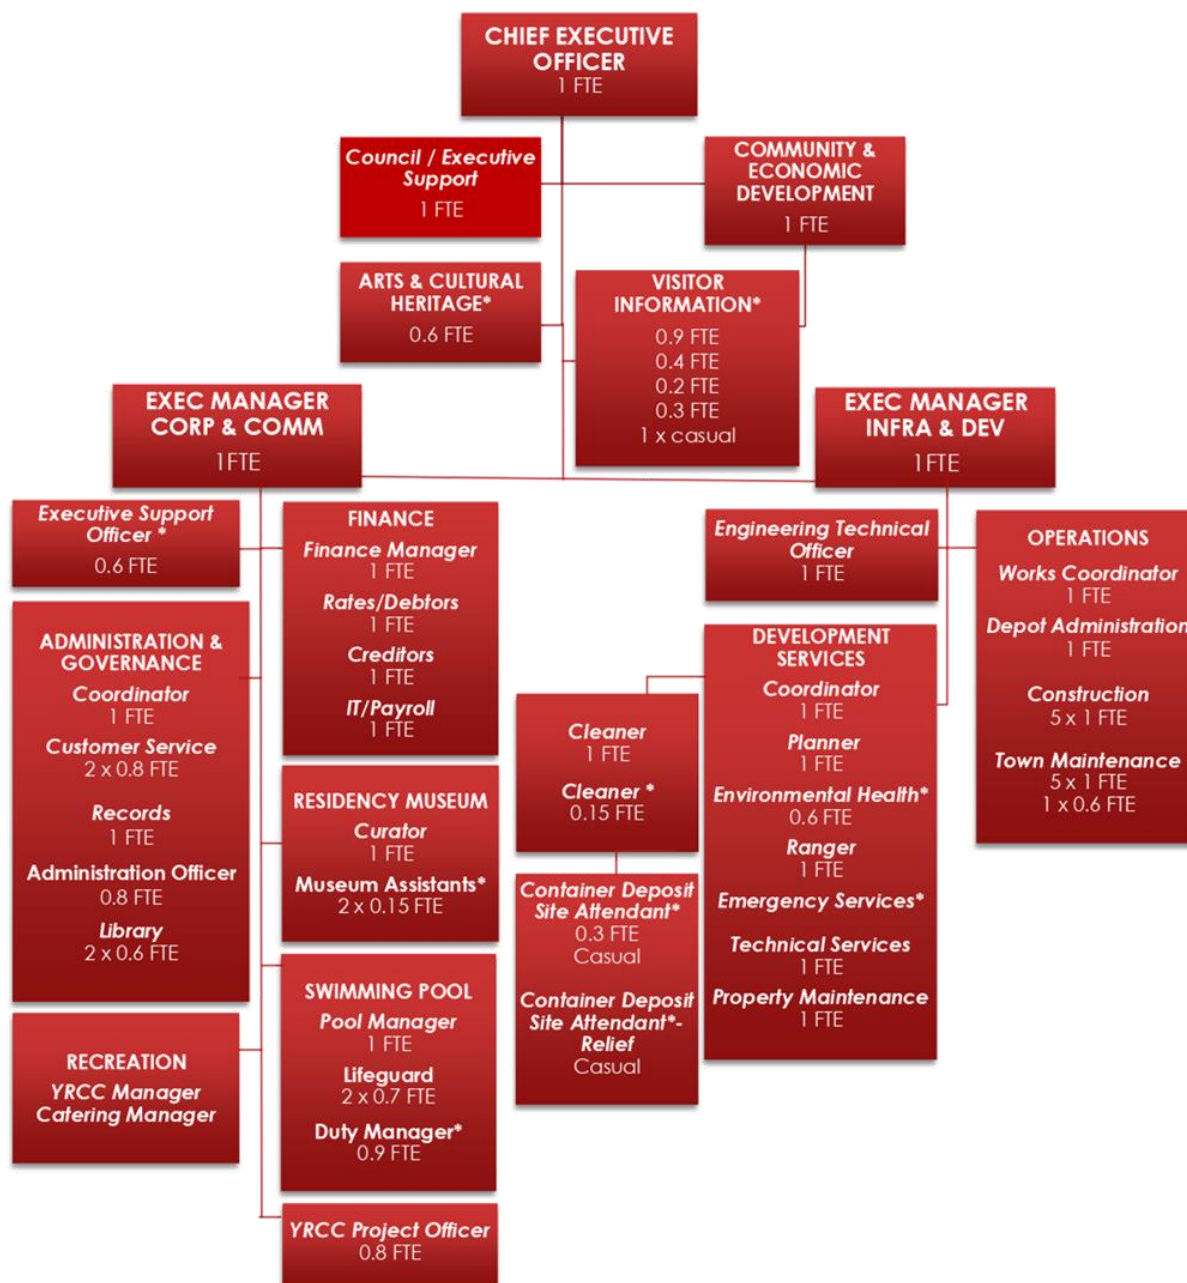 CHIEF EXECUTIVE
OFFICER
1 FTE
Council / Executive
Support
1 FTE
COMMUNITY &
ECONOMIC
DEVELOPMENT
1 FTE
ARTS & CULTURAL
HERITAGE*
0.6 FTE
VISITOR
INFORMATION*
0.9 FTE
0.4 FTE
0.2 FTE
0.3 FTE
1 x casual
EXEC MANAGER
CORP & COMM
1FTE
EXEC MANAGER
INFRA & DEV
1FTE
Executive Support
Officer *
0.6 FTE
FINANCE
Finance Manager
1 FTE
Rates/Debtors
1 FTE
Creditors
1 FTE
IT/Payroll
1 FTE
ADMINISTRATION &
GOVERNANCE
Coordinator
1 FTE
Customer Service
2 x 0.8 FTE
Records
1 FTE
Administration Officer
0.8 FTE
Library
2 x 0.6 FTE
RESIDENCY MUSEUM
Curator
1 FTE
Museum Assistants*
2 x 0.15 FTE
SWIMMING POOL
Pool Manager
1 FTE
Lifeguard
2 x 0.7 FTE
Duty Manager*
0.9 FTE
RECREATION
YRCC Manager
Catering Manager
YRCC Project Officer
0.8 FTE
Engineering Technical
Officer
1 FTE
OPERATIONS
Works Coordinator
1 FTE
Depot Administration
1 FTE
Construction
5 x 1 FTE
Town Maintenance
5 x 1 FTE
1 x 0.6 FTE
DEVELOPMENT
SERVICES
Coordinator
1 FTE
Planner
1 FTE
Environmental Health*
0.6 FTE
Ranger
1 FTE
Emergency Services*
Technical Services
1 FTE
Property Maintenance
1 FTE
Cleaner
1 FTE
Cleaner *
0.15 FTE
Container Deposit
Site Attendant*
0.3 FTE
Casual
Container Deposit
Site Attendant*-
Relief
Casual